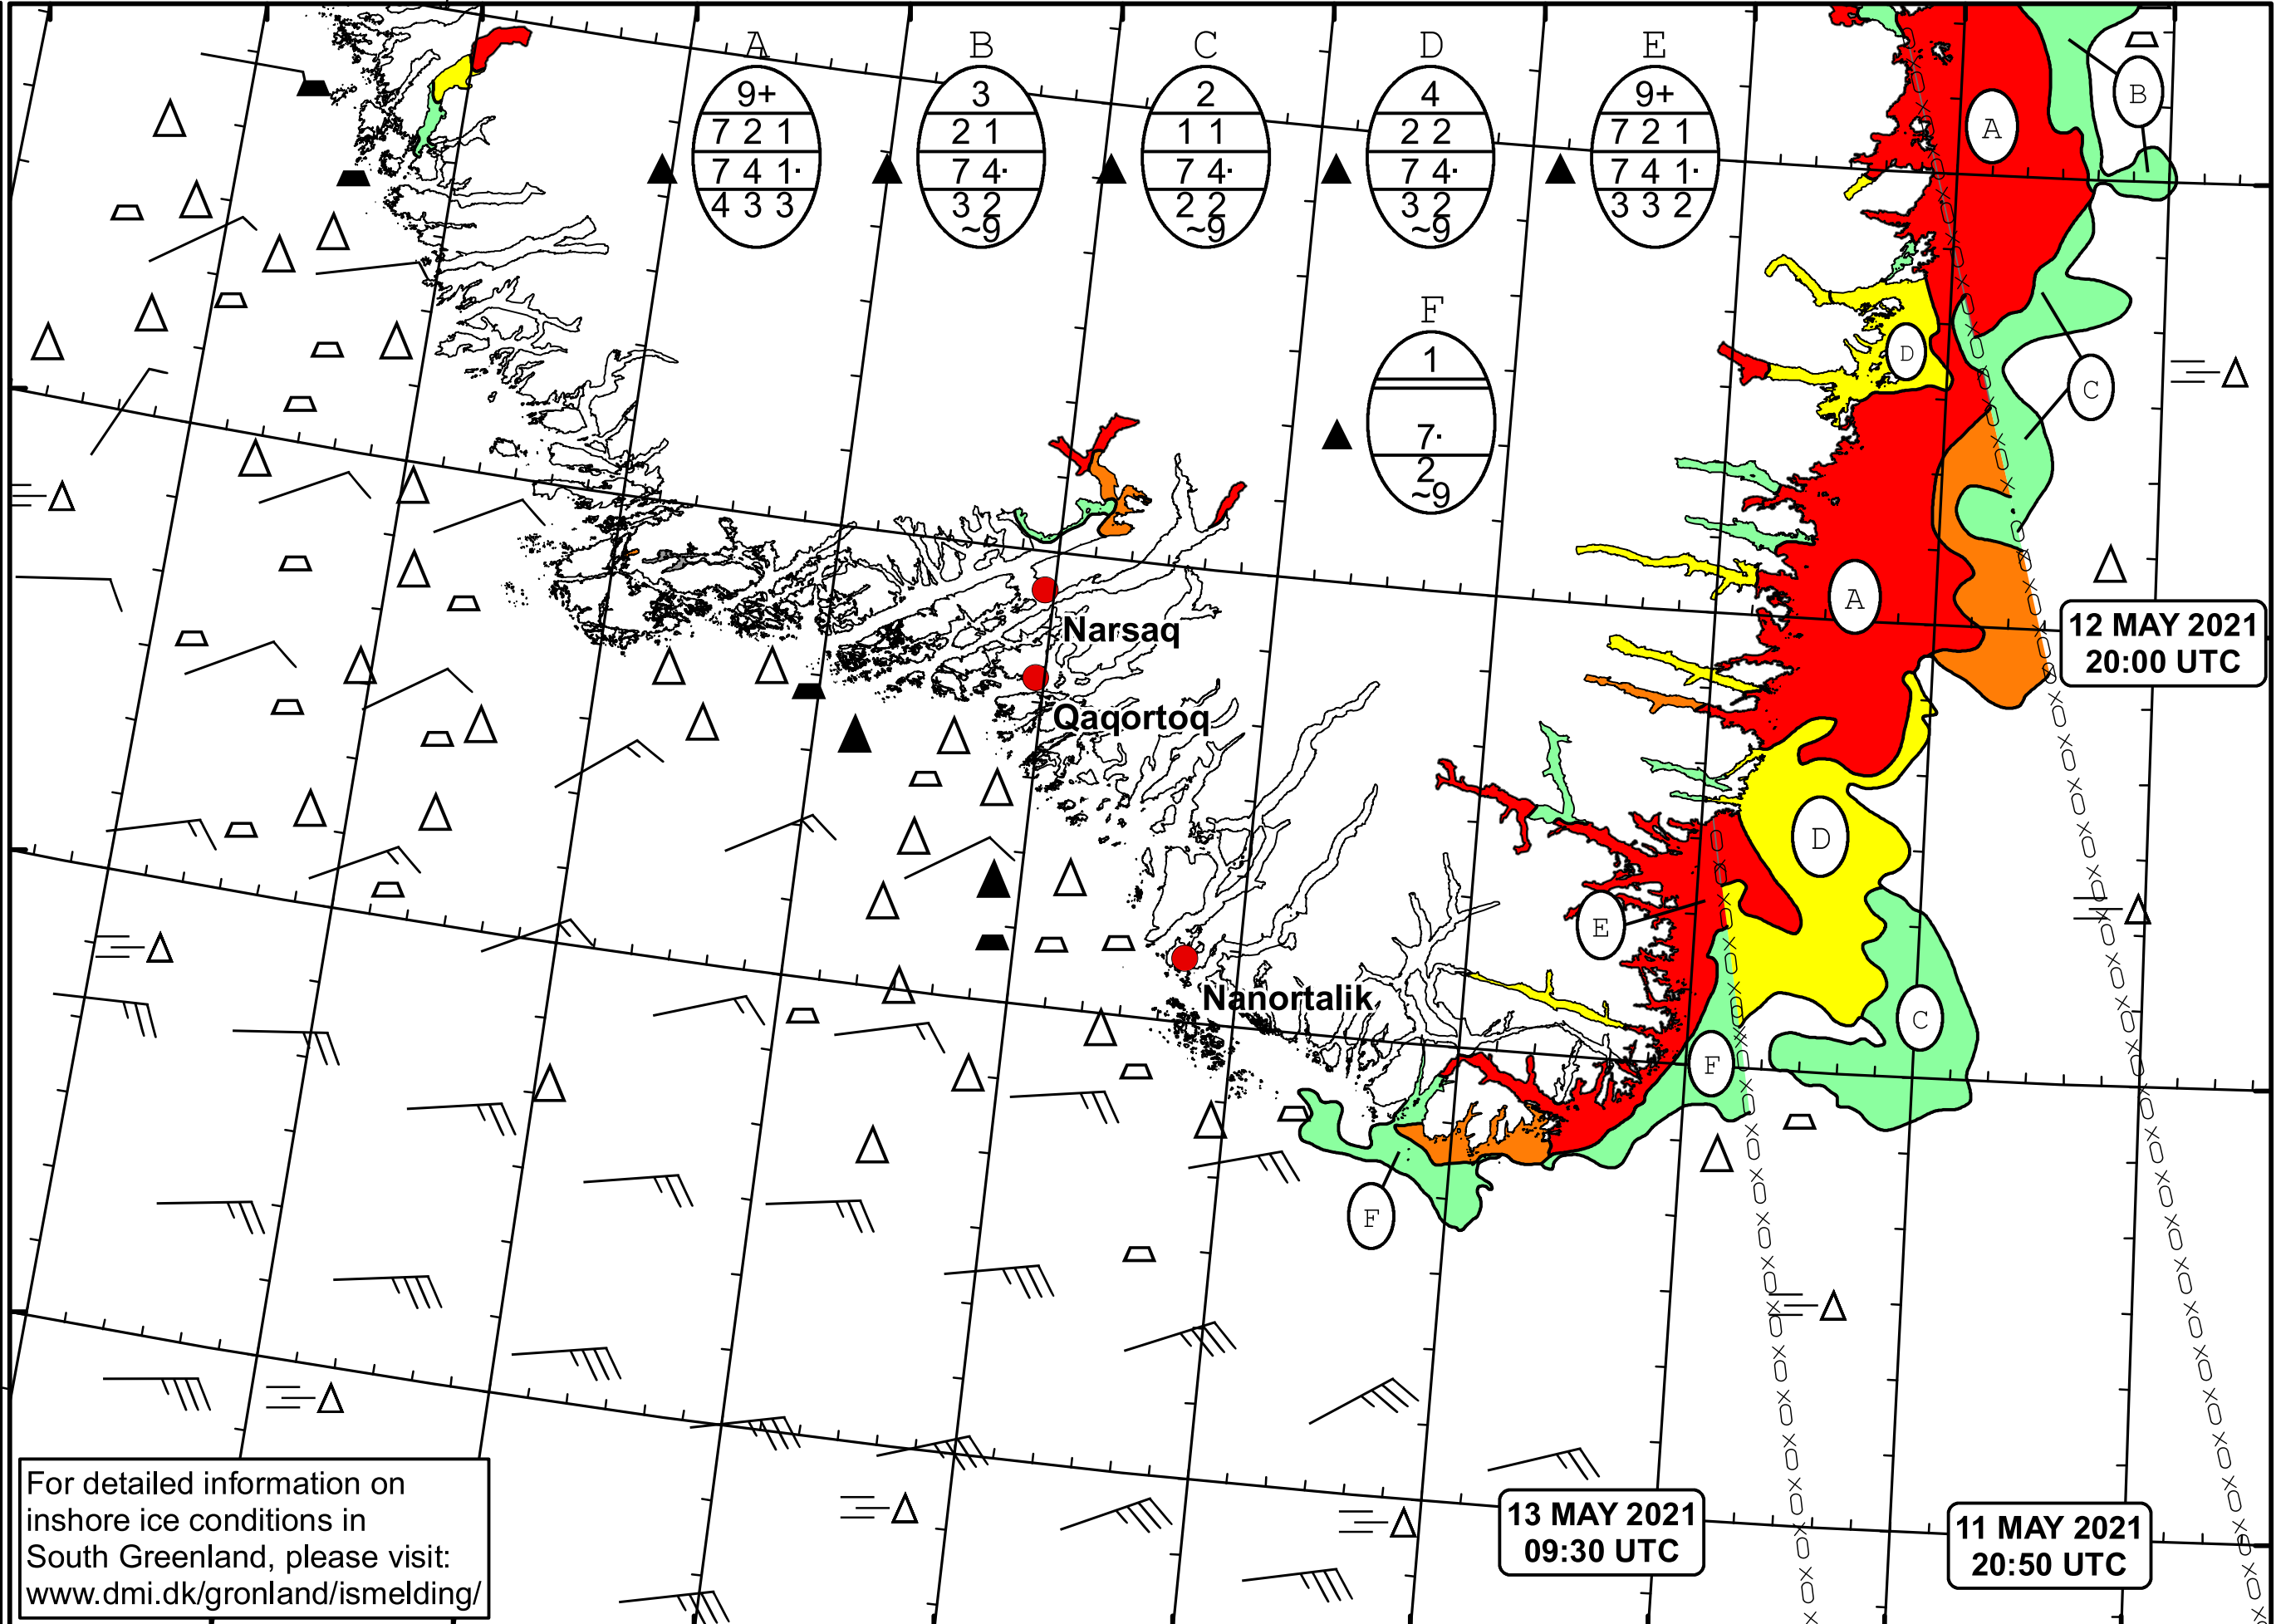 A B C D E
9+ 3 2 4 9+
7 2 1 2 1 1 1 2 2 7 2 1
7 4 1· 7 4· 7 4· 7 4· 7 4 1·
4 3 3 3 2 2 2 3 2 3 3 2
~9 ~9 ~9
B
A
F
1
7·
2
~9
D
C
A
12 MAY 2021
20:00 UTC
Narsaq
Qaqortoq
D
E
Nanortalik
C
F
F
13 MAY 2021
09:30 UTC
11 MAY 2021
20:50 UTC
For detailed information on
inshore ice conditions in
South Greenland, please visit:
www.dmi.dk/gronland/ismelding/